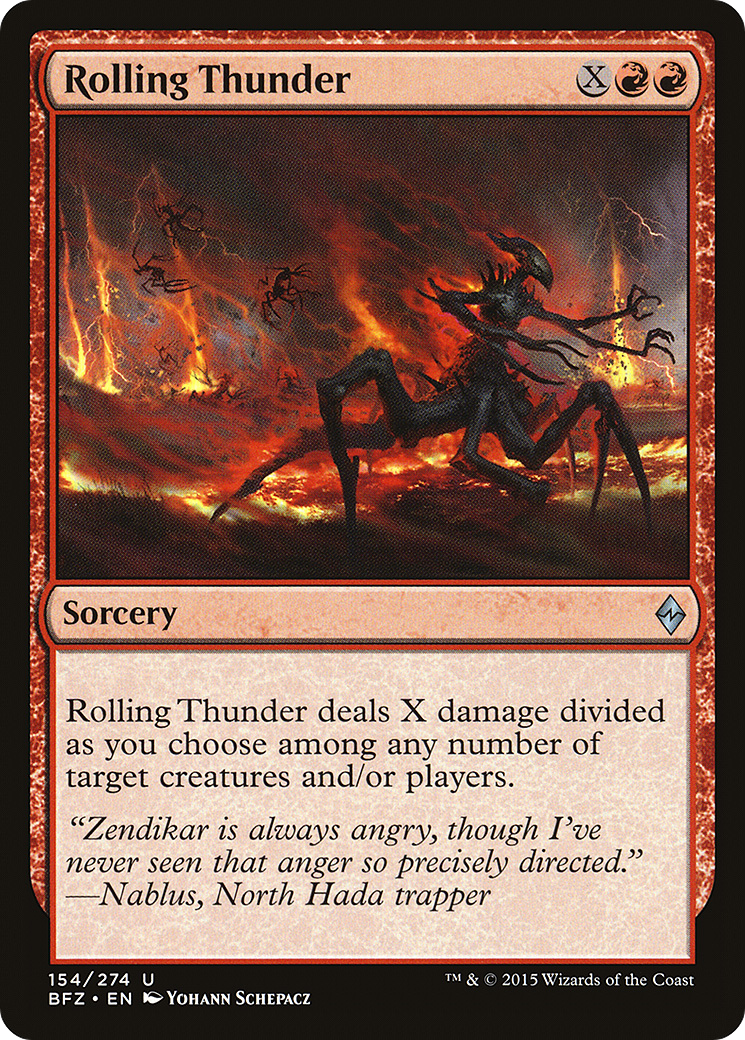 Rolling Thunder X
Sorcery
Rolling Thunder deals X damage divided
as you choose among any number of
target creatures and/or players.
“Zendikar is always angry, though I’ve
never seen that anger so precisely directed.”
—Nablus, North Hada trapper
154/274 U
™ & © 2015 Wizards of the Coast
BFZ • EN Yohann Schepacz